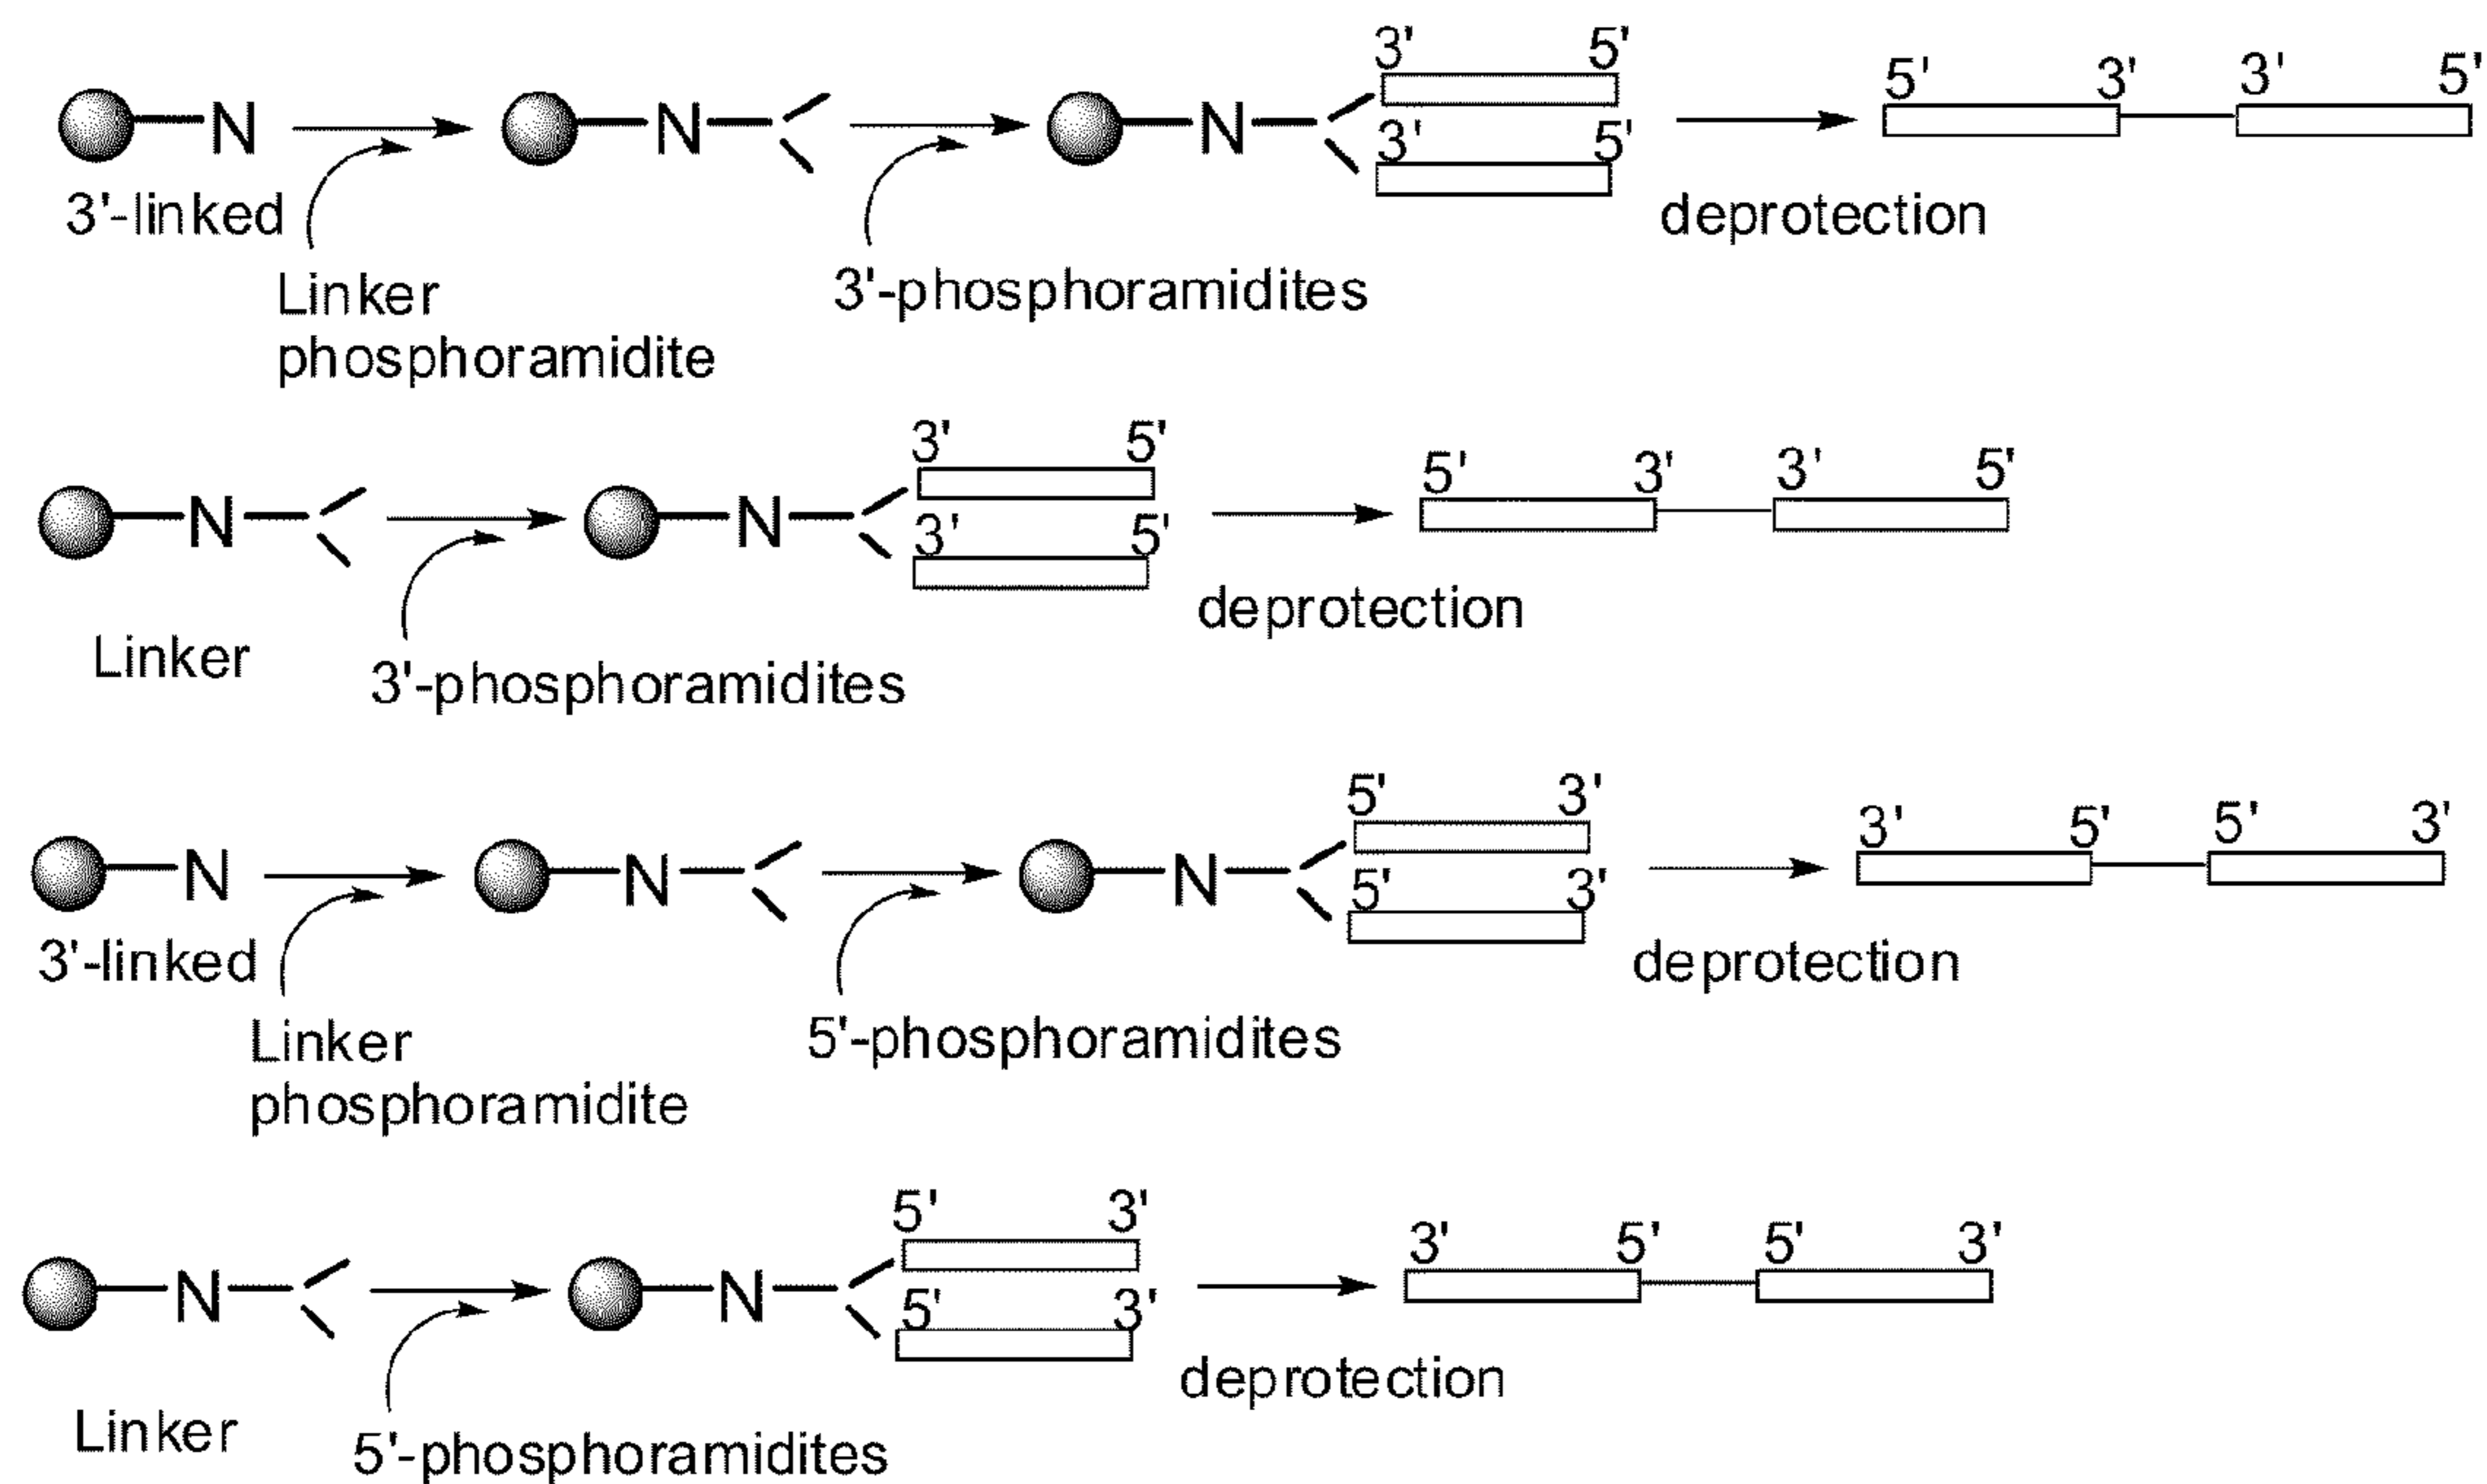 3' 5' 5' 3' 3' 5'
N N N 3' 5'
3'-linked deprotection
Linker 3'-phosphoramidites
phosphoramidite
3' 5' 5' 3' 3' 5'
N N 3' 5'
deprotection
Linker 3'-phosphoramidites
5' 3' 3' 5' 5' 3'
N N N 5' 3'
3'-linked deprotection
Linker 5'-phosphoramidites
phosphoramidite
5' 3' 3' 5' 5' 3'
N N 5' 3'
deprotection
Linker 5'-phosphoramidites